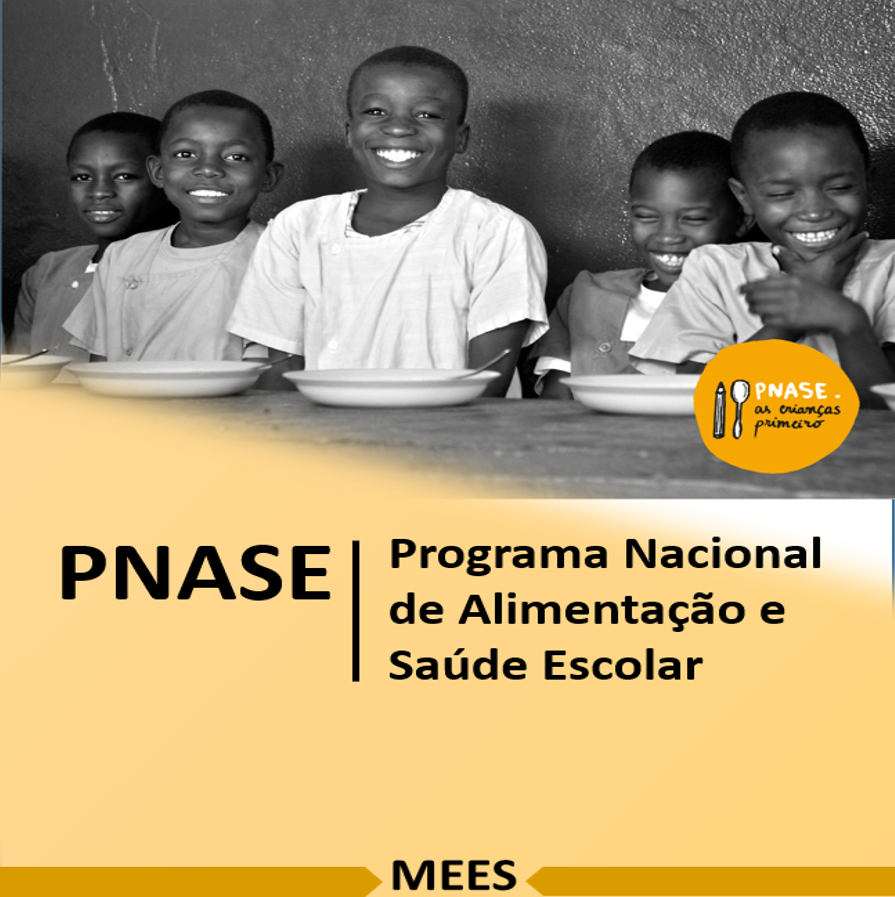 PNASE.
as crianças
primeiro
PNASE
Programa Nacional
de Alimentação e
Saúde Escolar
MEES